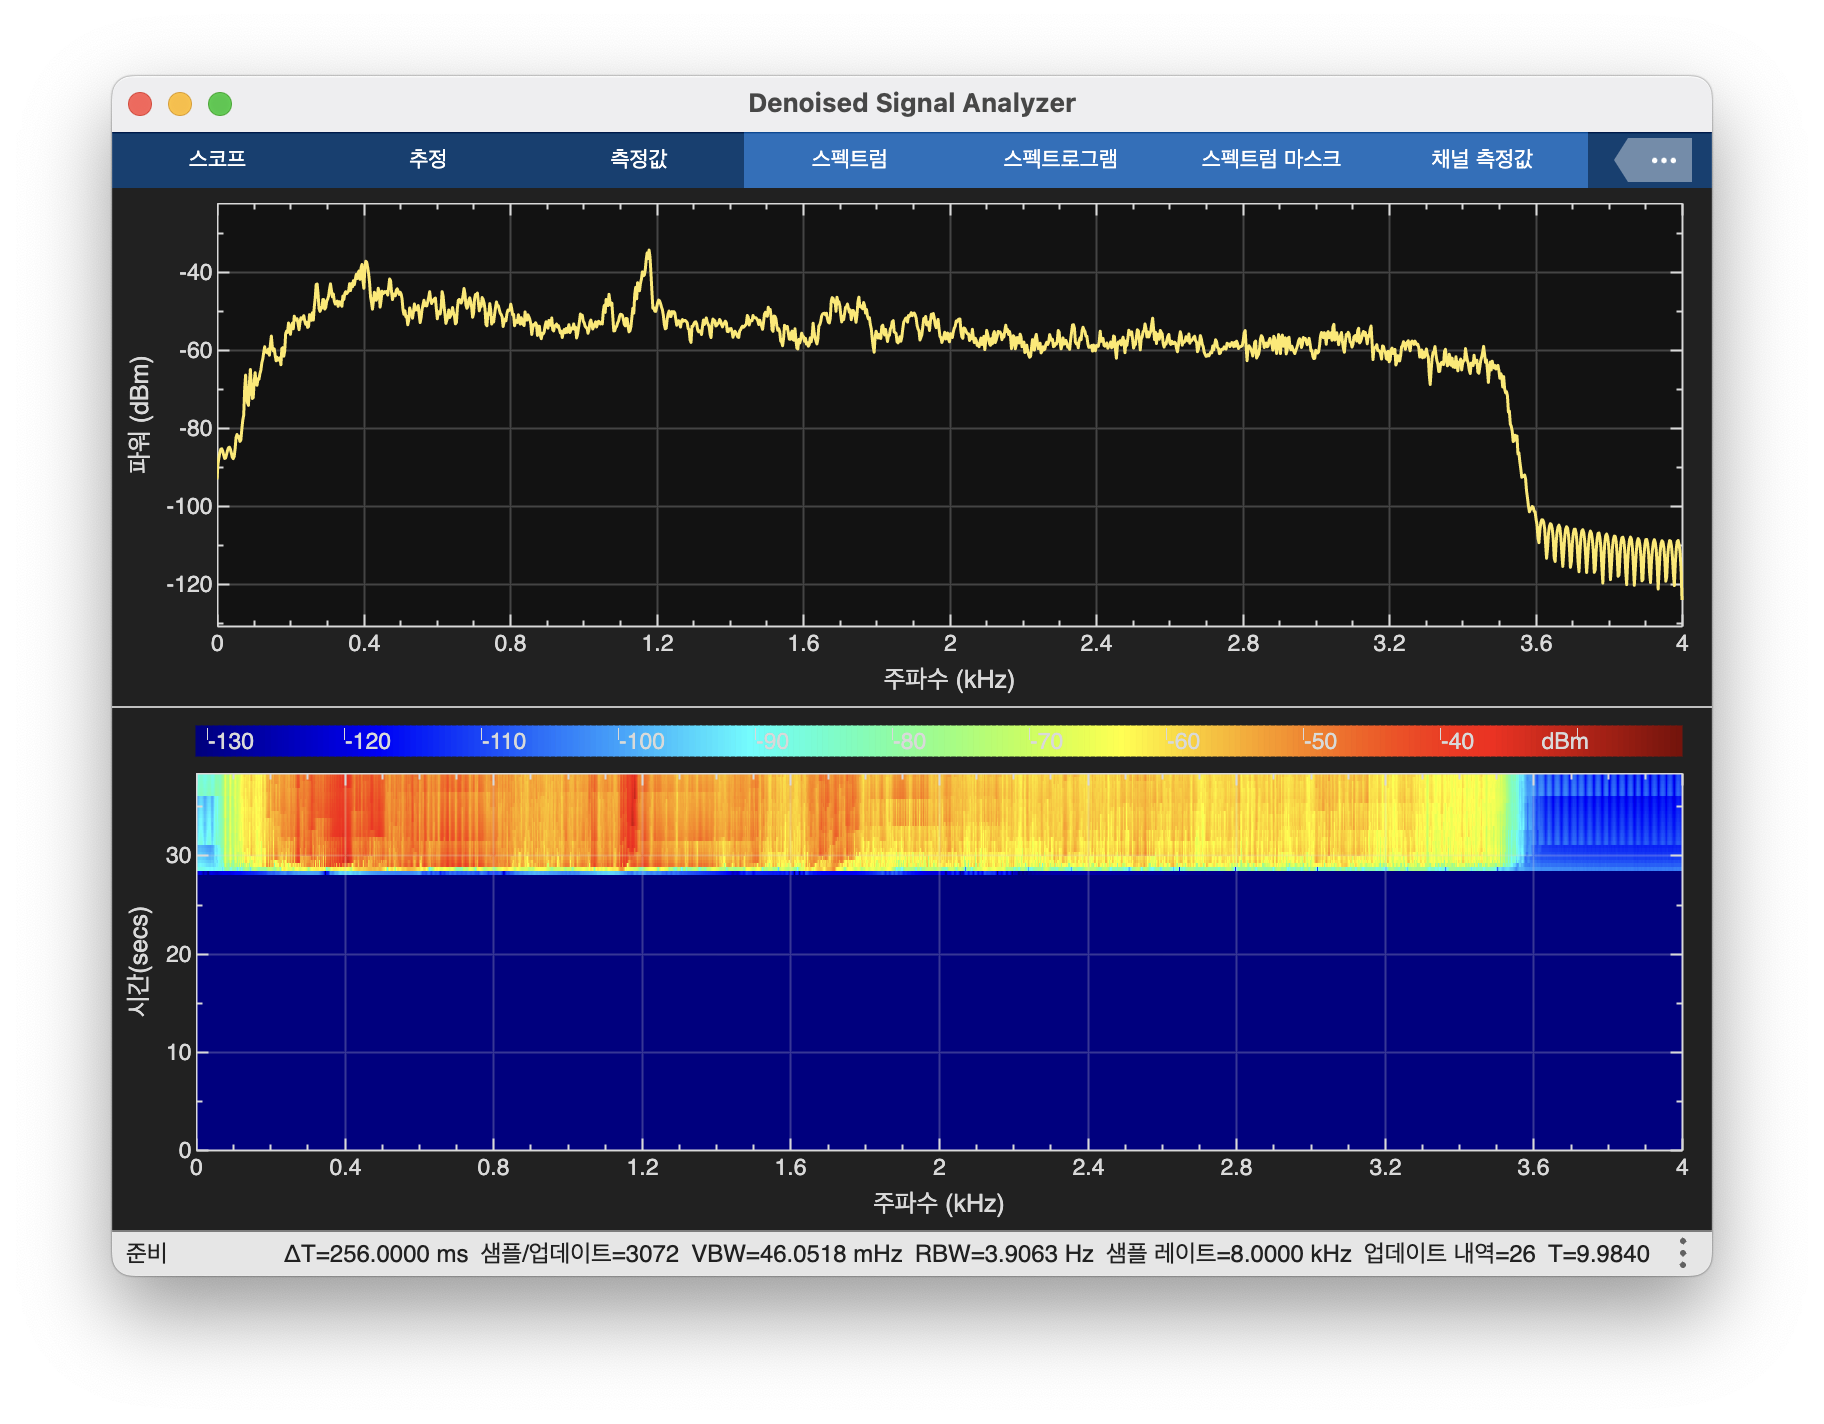 Denoised Signal Analyzer
스코프 추정 측정값 스펙트럼 스펙트로그램 스펙트럼 마스크 채널 측정값
파워 (dBm)
-40
-60
-80
-100
-120
0 0.4 0.8 1.2 1.6 2 2.4 2.8 3.2 3.6 4
주파수 (kHz)
-130 -120 -110 -100 -90 -80 -70 -60 -50 -40 dBm
시간(secs)
30
20
10
0
0 0.4 0.8 1.2 1.6 2 2.4 2.8 3.2 3.6 4
주파수 (kHz)
준비 ΔT=256.0000 ms 샘플/업데이트=3072 VBW=46.0518 mHz RBW=3.9063 Hz 샘플 레이트=8.0000 kHz 업데이트 내역=26 T=9.9840